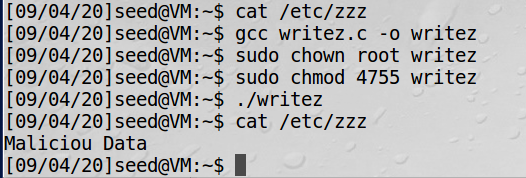 [09/04/20]seed@VM:~$ cat /etc/zzz
[09/04/20]seed@VM:~$ gcc writez.c -o writez
[09/04/20]seed@VM:~$ sudo chown root writez
[09/04/20]seed@VM:~$ sudo chmod 4755 writez
[09/04/20]seed@VM:~$ ./writez
[09/04/20]seed@VM:~$ cat /etc/zzz
Maliciou Data
[09/04/20]seed@VM:~$